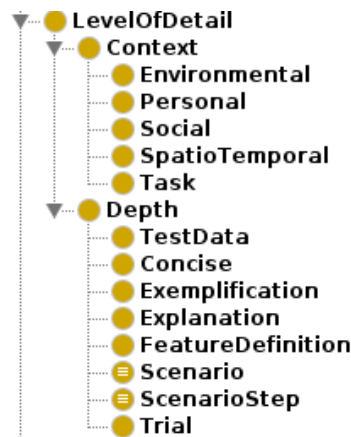 LevelOfDetail
Context
Environmental
Personal
Social
SpatioTemporal
Task
Depth
TestData
Concise
Exemplification
Explanation
FeatureDefinition
Scenario
ScenarioStep
Trial